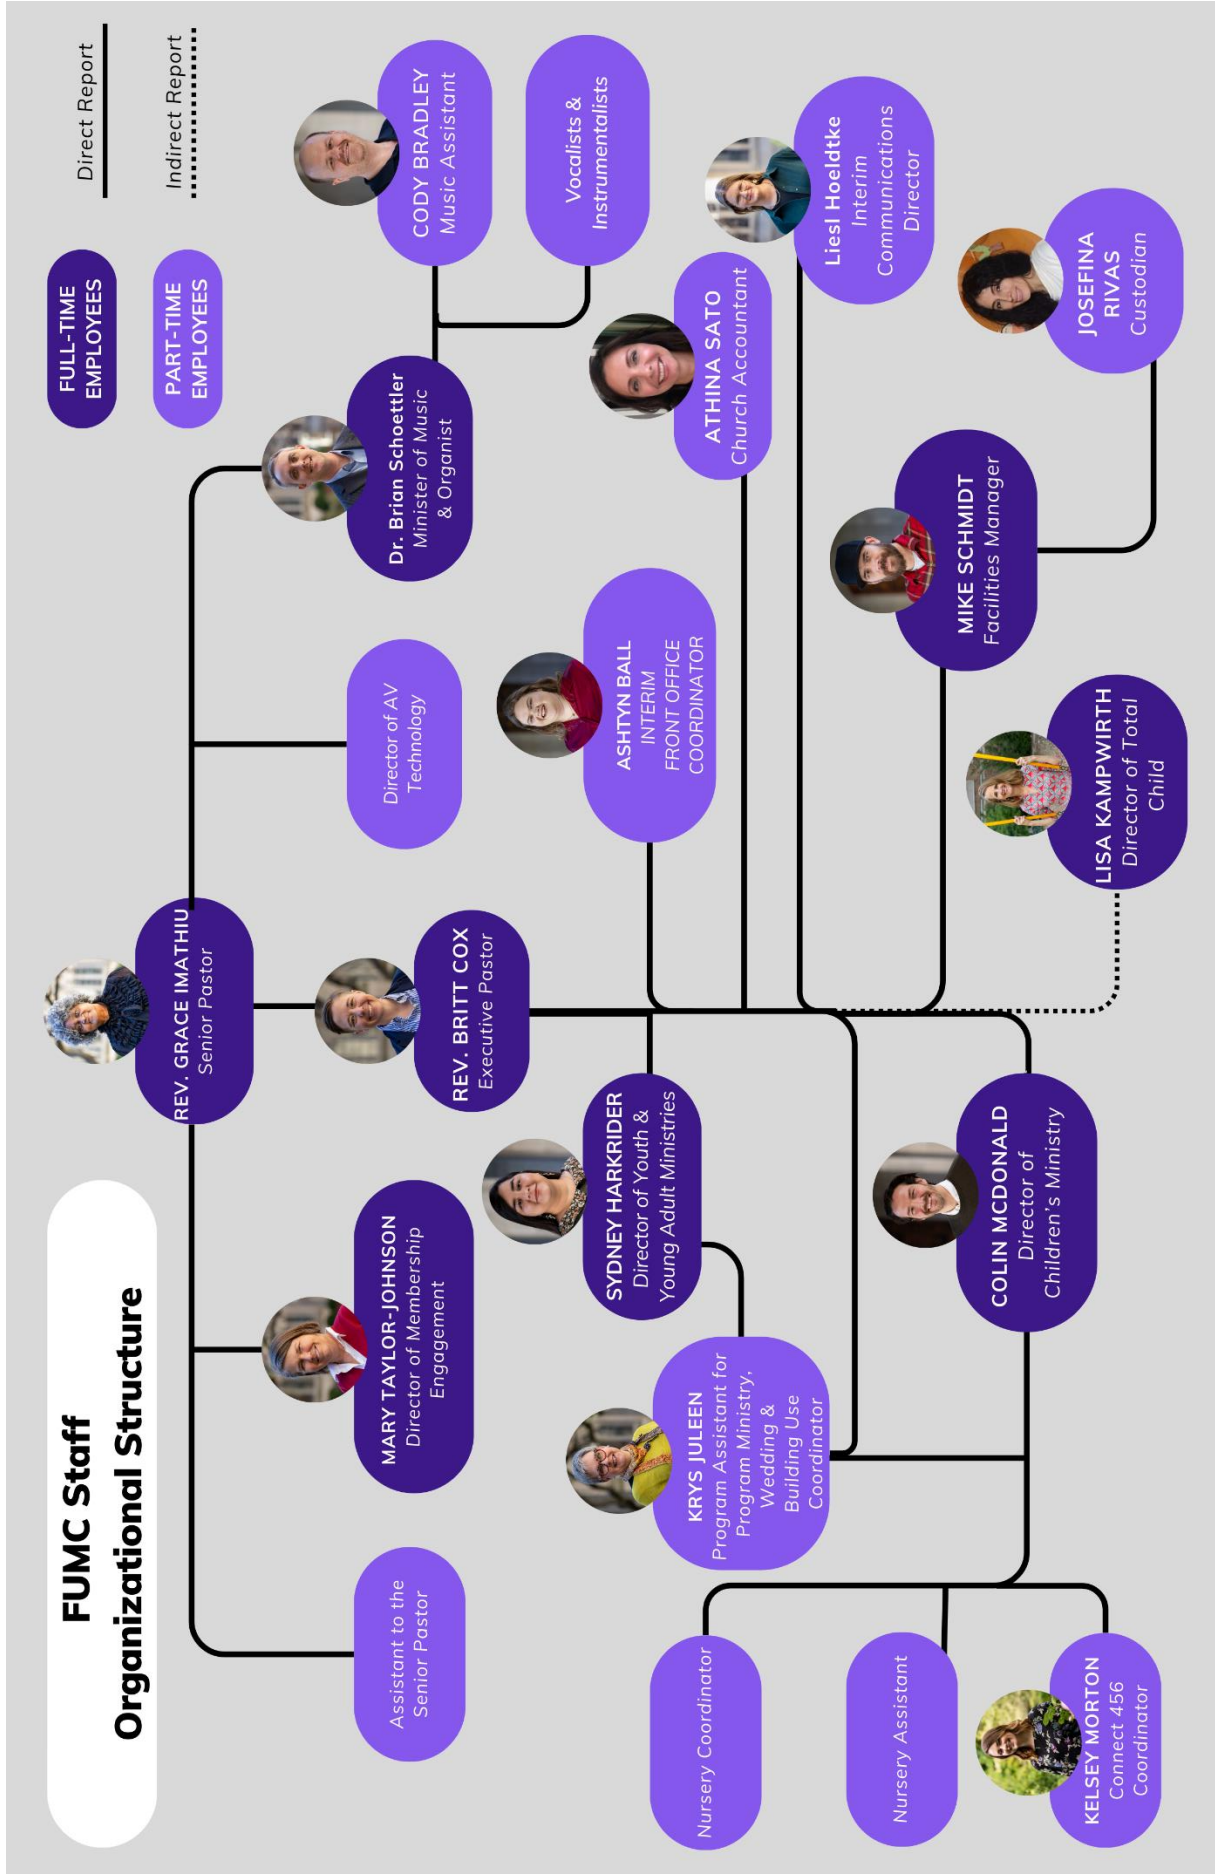 FUMC Staff
Organizational Structure
FULL-TIME
EMPLOYEES
Direct Report
PART-TIME
EMPLOYEES
Indirect Report
REV. GRACE IMATHIU
Senior Pastor
Assistant to the
Senior Pastor
MARY TAYLOR-JOHNSON
Director of Membership
Engagement
REV. BRITT COX
Executive Pastor
Director of AV
Technology
Dr. Brian Schoettler
Minister of Music
& Organist
CODY BRADLEY
Music Assistant
Vocalists &
Instrumentalists
SYDNEY HARKRIDER
Director of Youth &
Young Adult Ministries
ASHTYN BALL
INTERIM
FRONT OFFICE
COORDINATOR
ATHINA SATO
Church Accountant
KRYS JULEEN
Program Assistant for
Program Ministry,
Wedding &
Building Use
Coordinator
Liesl Hoeldtke
Interim
Communications
Director
Nursery Coordinator
Nursery Assistant
KELSEY MORTON
Connect 456
Coordinator
COLIN MCDONALD
Director of
Children's Ministry
MIKE SCHMIDT
Facilities Manager
LISA KAMPWIRTH
Director of Total
Child
JOSEFINA
RIVAS
Custodian